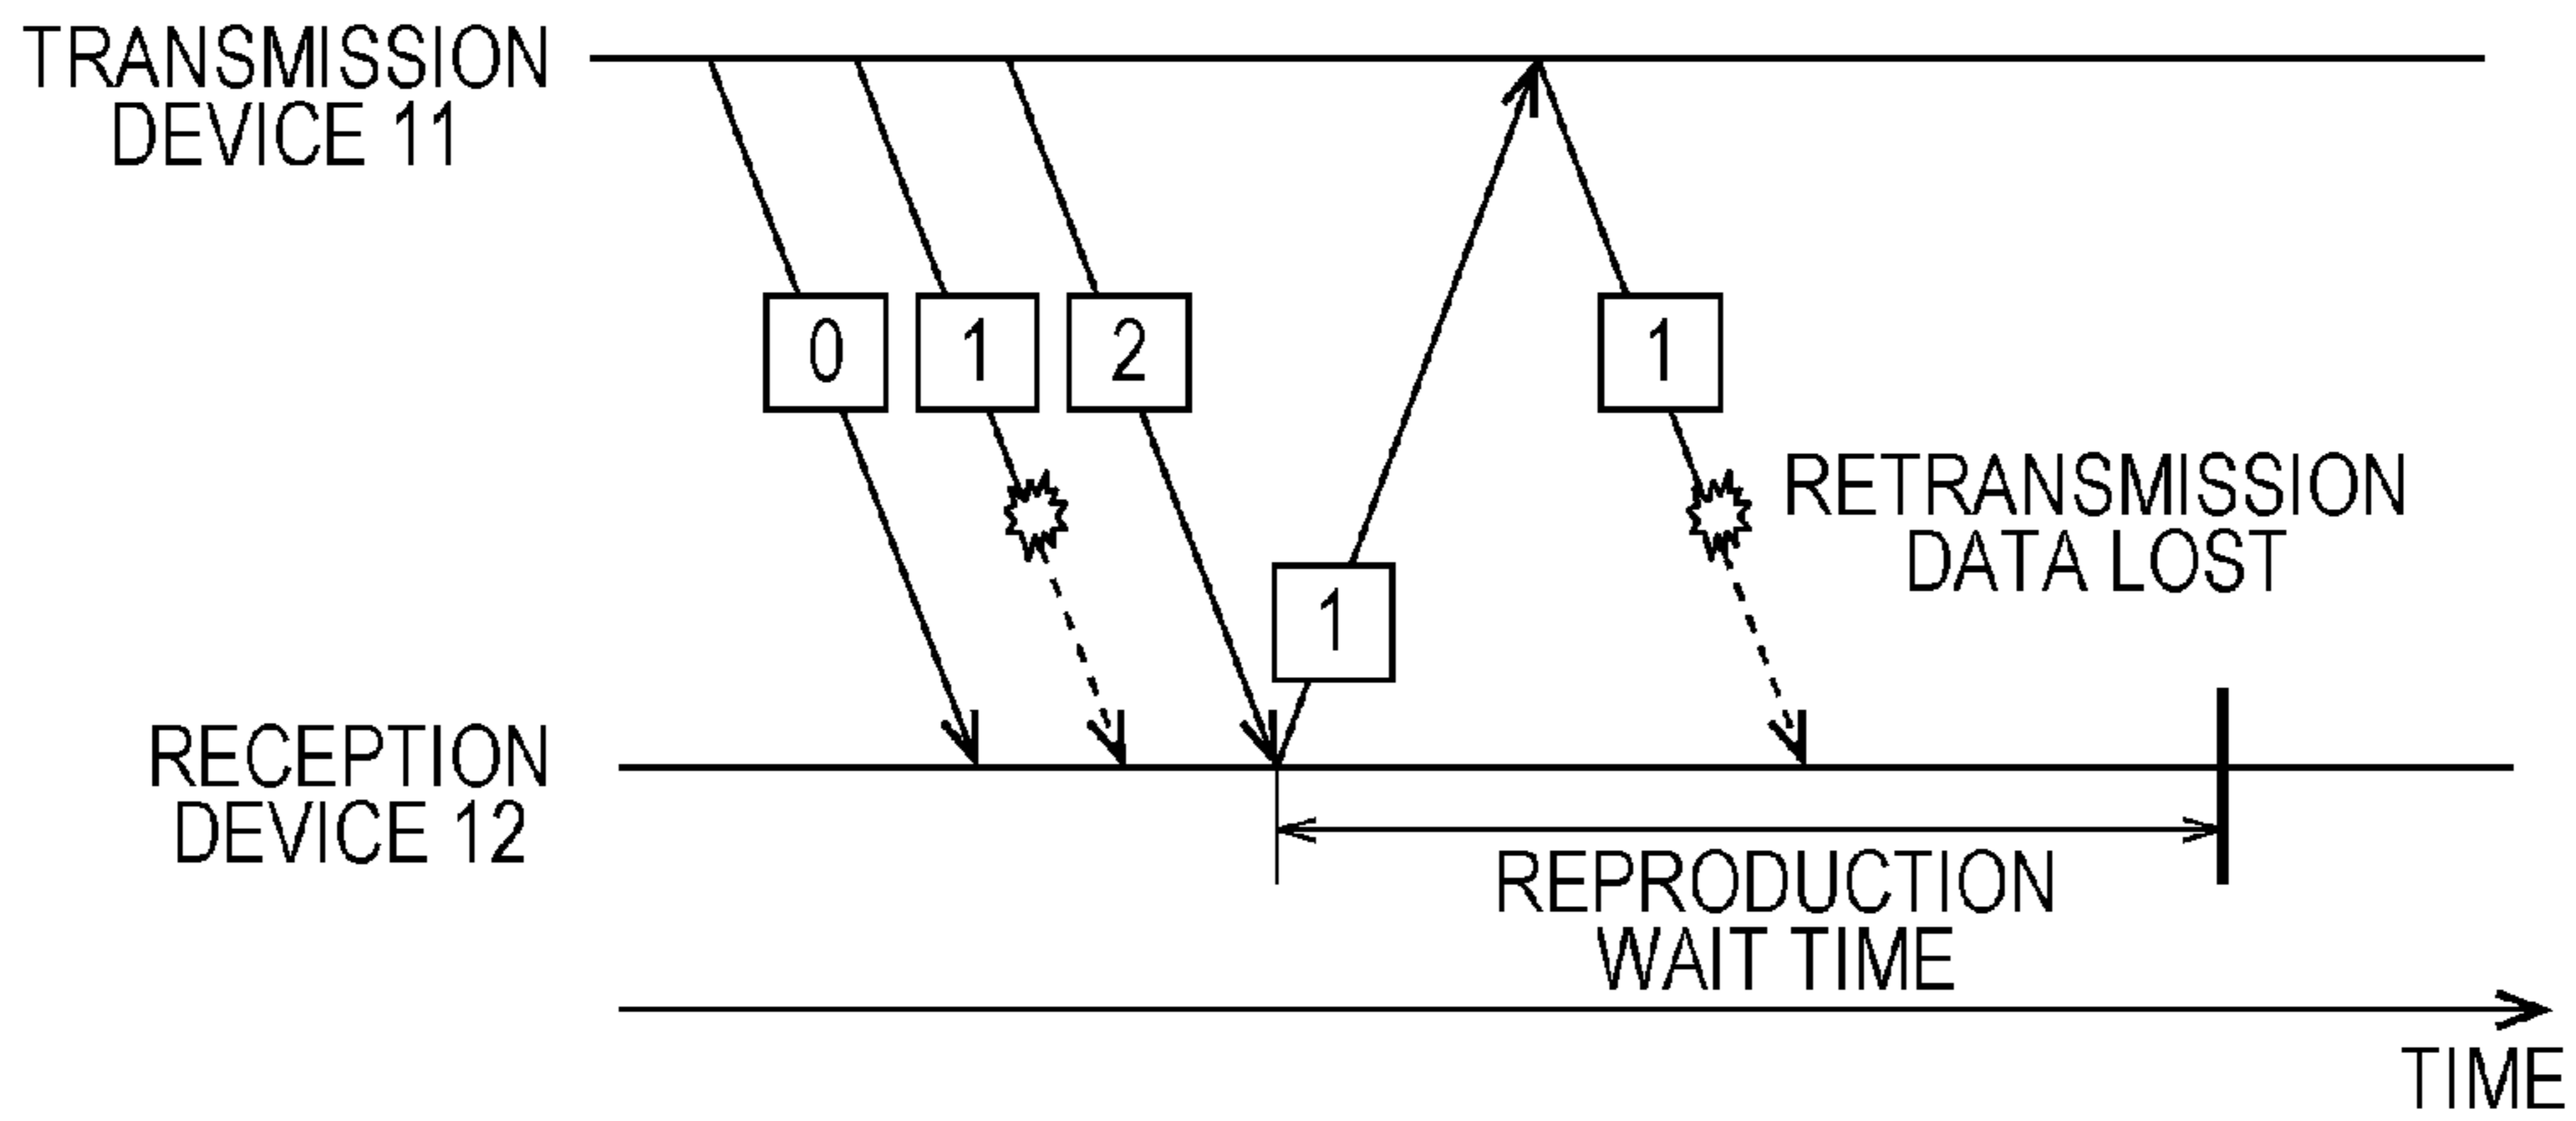 TRANSMISSION
DEVICE 11
0
1
2
1
RETRANSMISSION
DATA LOST
1
RECEPTION
DEVICE 12
REPRODUCTION
WAIT TIME
TIME